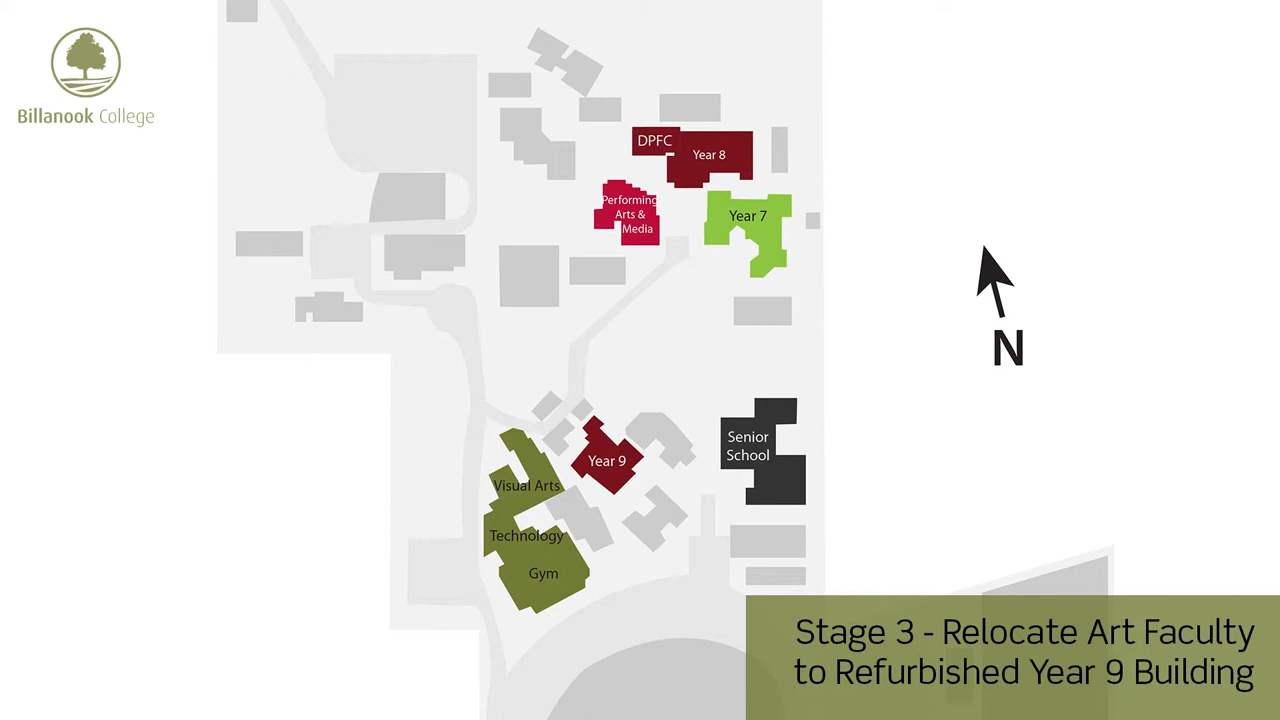 Billanook College
DPFC
Year 8
Performing
Arts &
Media
Year 7
N
Senior
School
Year 9
Visual Arts
Technology
Gym
Stage 3 - Relocate Art Faculty
to Refurbished Year 9 Building